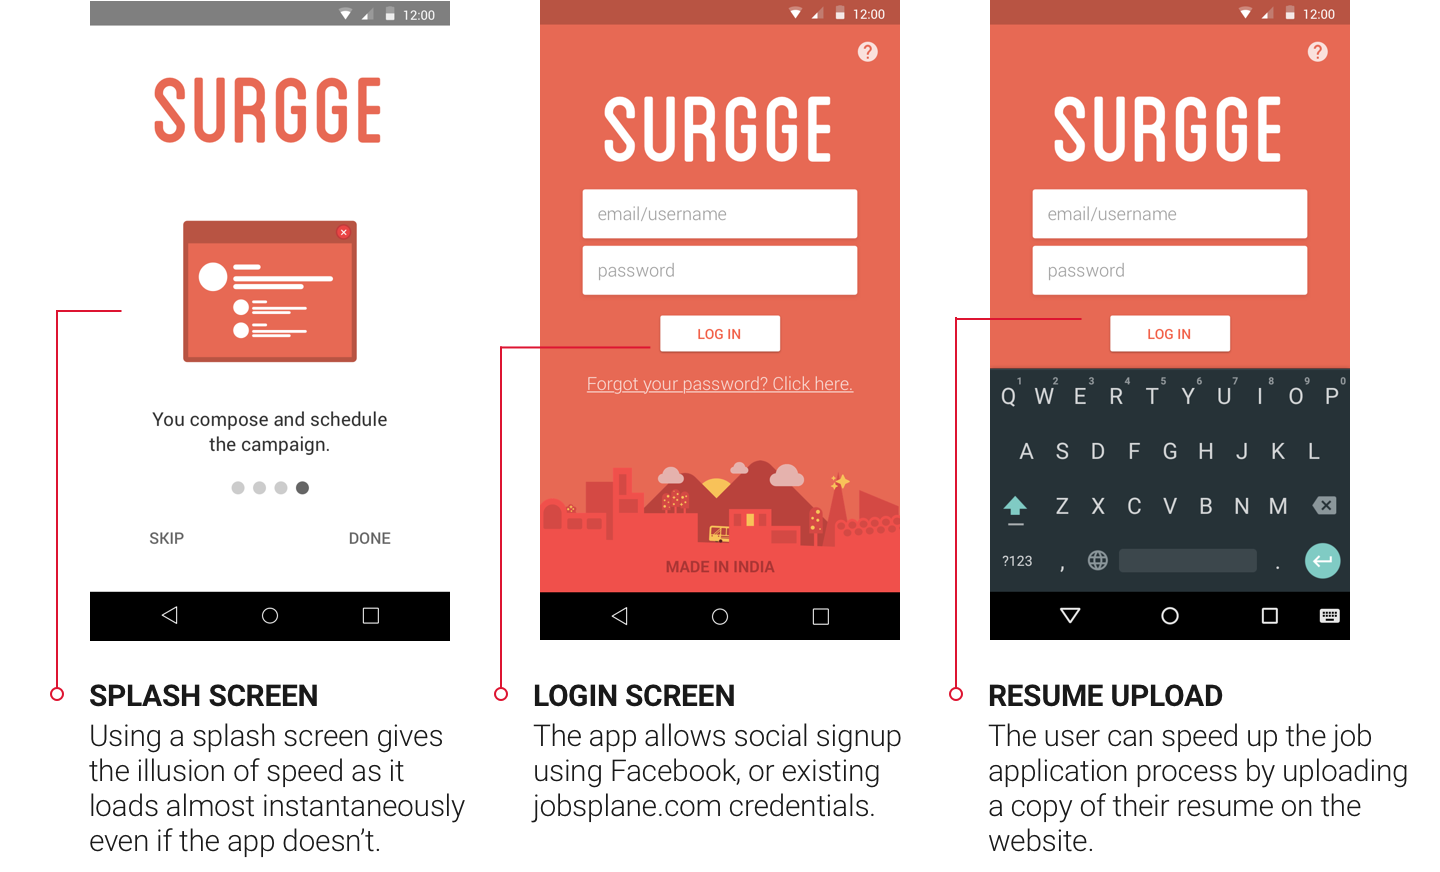 12:00
SURGGE
You compose and schedule
the campaign.
SKIP
DONE
12:00
?
SURGGE
email/username
password
LOG IN
Forgot your password? Click here.
MADE IN INDIA
12:00
?
SURGGE
email/username
password
LOG IN
1 2 3 4 5 6 7 8 9 0
Q W E R T Y U I O P
A S D F G H J K L
Z X C V B N M
?123 , .
SPLASH SCREEN
Using a splash screen gives
the illusion of speed as it
loads almost instantaneously
even if the app doesn’t.
LOGIN SCREEN
The app allows social signup
using Facebook, or existing
jobsplane.com credentials.
RESUME UPLOAD
The user can speed up the job
application process by uploading
a copy of their resume on the
website.